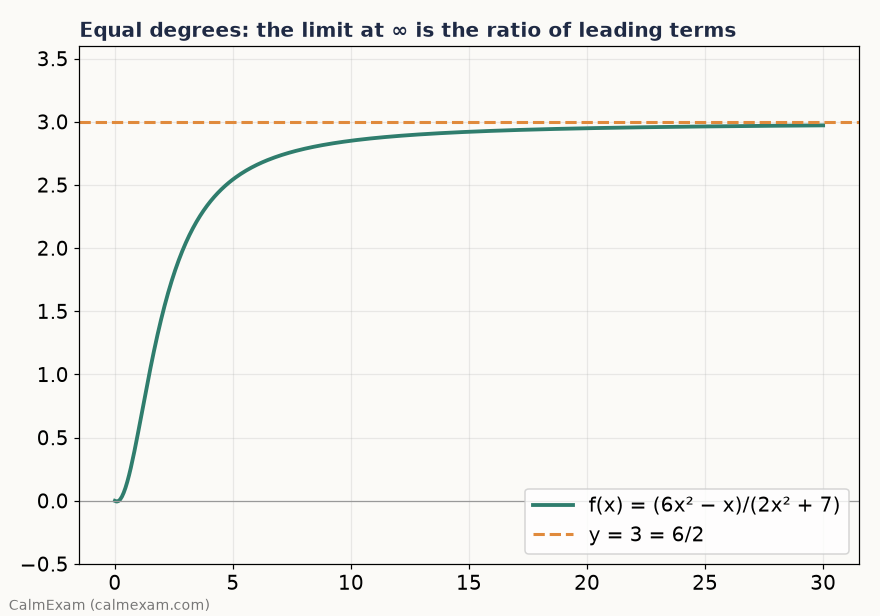 Equal degrees: the limit at ∞ is the ratio of leading terms
3.5
3.0
2.5
2.0
1.5
1.0
0.5
0.0
−0.5
f(x) = (6x² − x)/(2x² + 7)
y = 3 = 6/2
0 5 10 15 20 25 30
CalmExam (calmexam.com)